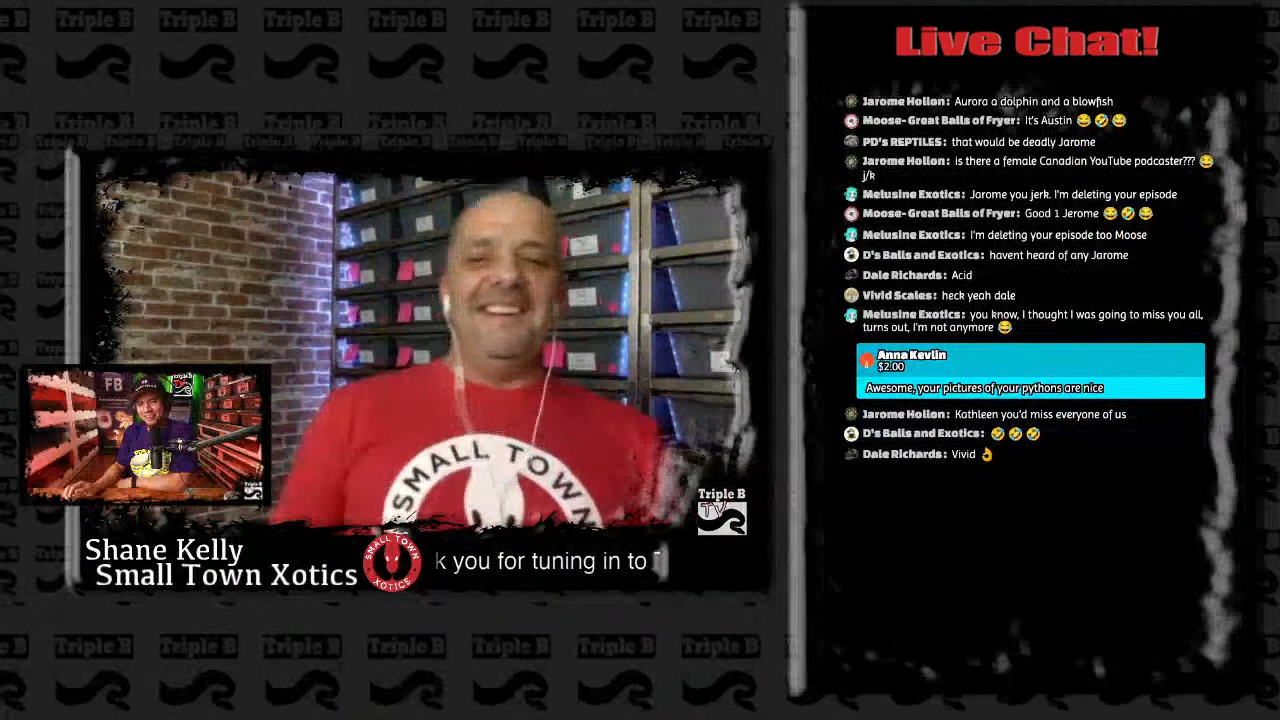 Live Chat!
Jarome Hollon: Aurora a dolphin and a blowfish
Moose- Great Balls of Fryer: It's Austin 😂 🤣 😂
PD's REPTILES: that would be deadly Jarome
Jarome Hollon: is there a female Canadian YouTube podcaster??? 😂
j/k
Melusine Exotics: Jarome you jerk. I'm deleting your episode
Moose- Great Balls of Fryer: Good 1 Jerome 😂 🤣 😂
Melusine Exotics: I'm deleting your episode too Moose
D's Balls and Exotics: havent heard of any Jarome
Dale Richards: Acid
Vivid Scales: heck yeah dale
Melusine Exotics: you know, I thought I was going to miss you all,
turns out, I'm not anymore 😂
Anna Kevlin
$2.00
Awesome, your pictures of your pythons are nice
Jarome Hollon: Kathleen you'd miss everyone of us
D's Balls and Exotics: 🤣 🤣 🤣
Dale Richards: Vivid 👌
SMALL TOWN
FB
Triple B
TV
Shane Kelly
Small Town Xotics
SMALL TOWN
XOTICS
k you for tuning in to
Triple B